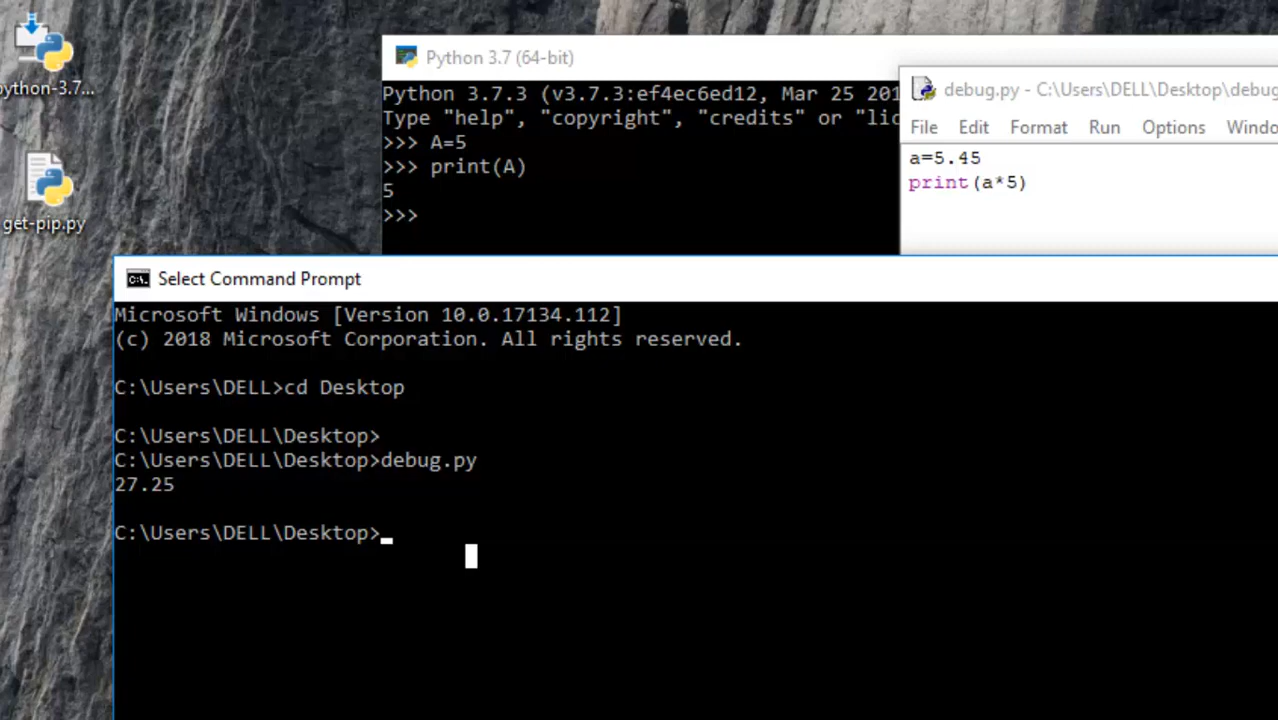 ython-3.7...
get-pip.py
Python 3.7 (64-bit)
Python 3.7.3 (v3.7.3:ef4ec6ed12, Mar 25 201
Type "help", "copyright", "credits" or "lic
>>> A=5
>>> print(A)
5
>>>
debug.py - C:\Users\DELL\Desktop\debug
File Edit Format Run Options Windo
a=5.45
print(a*5)
Select Command Prompt
Microsoft Windows [Version 10.0.17134.112]
(c) 2018 Microsoft Corporation. All rights reserved.
C:\Users\DELL>cd Desktop
C:\Users\DELL\Desktop>
C:\Users\DELL\Desktop>debug.py
27.25
C:\Users\DELL\Desktop>